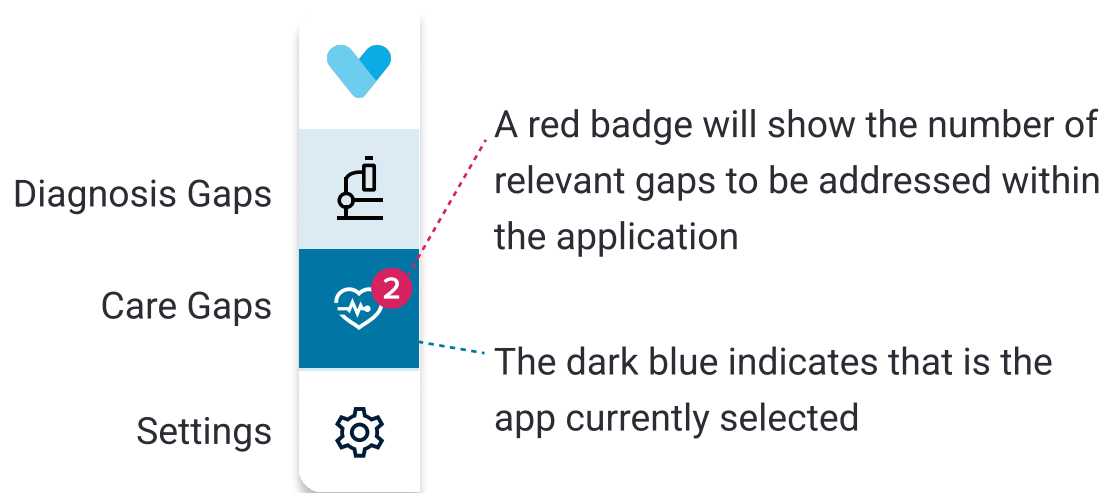 A red badge will show the number of
relevant gaps to be addressed within
the application
Diagnosis Gaps
2
Care Gaps
The dark blue indicates that is the
app currently selected
Settings